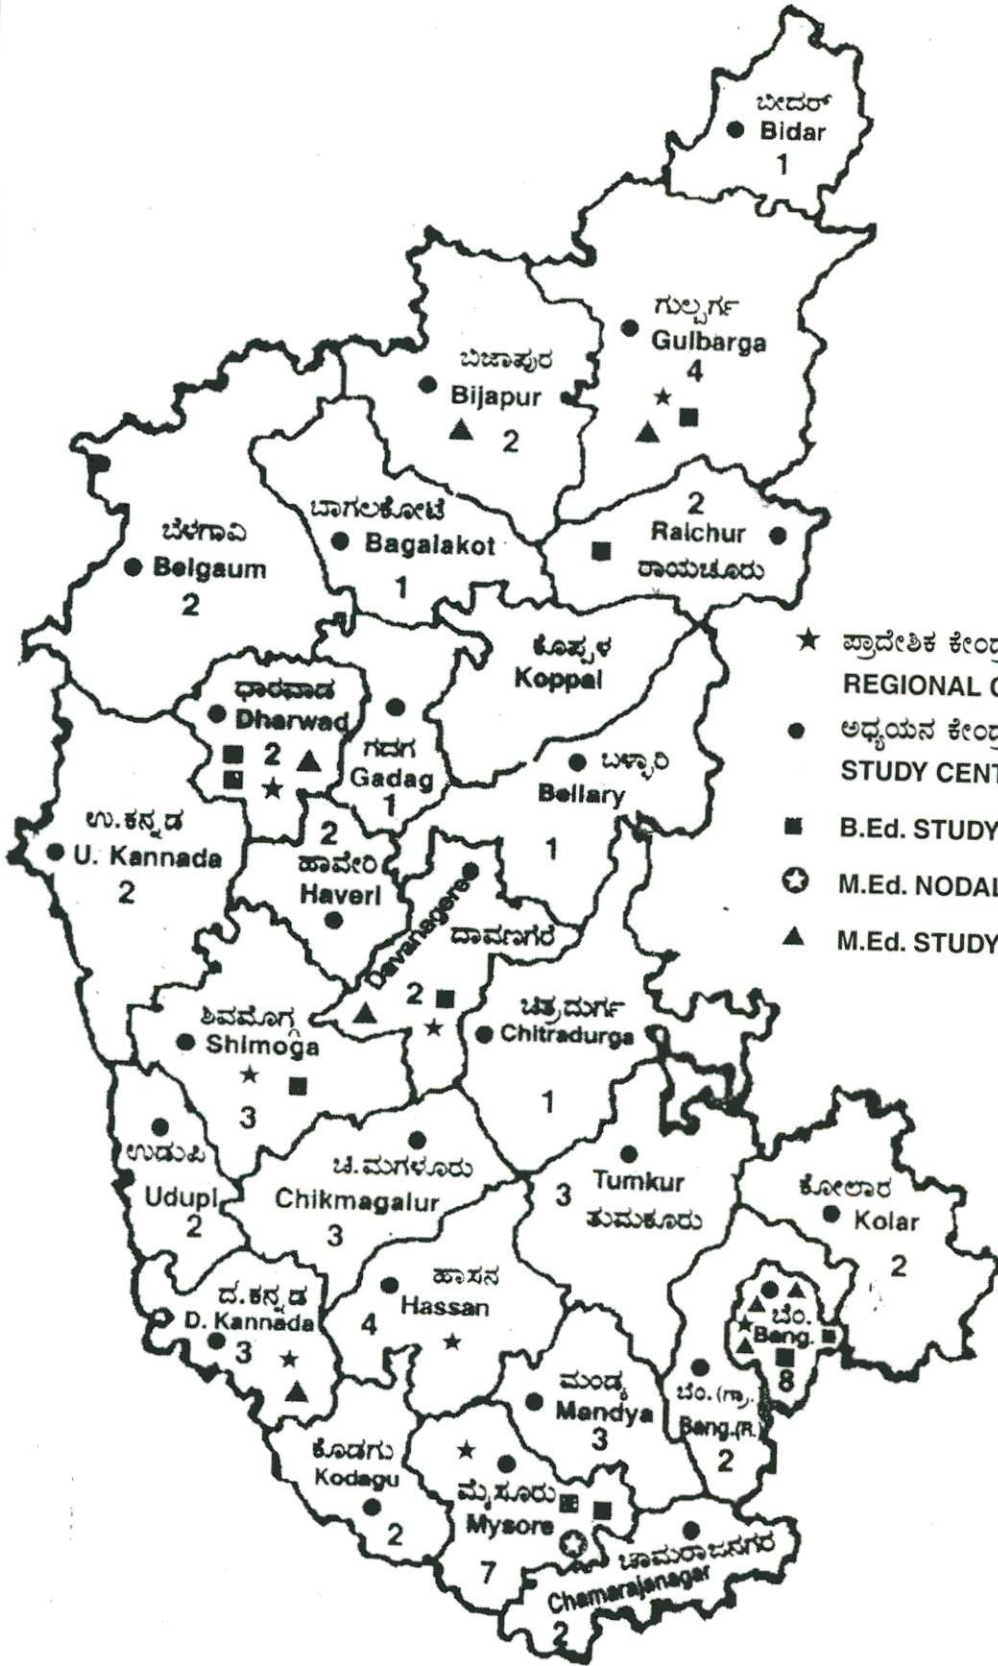 ಬೀದರ್
Bidar
1
ಗುಲ್ಬರ್ಗ
Gulbarga
4
ಬಿಜಾಪುರ
Bijapur
2
2
Raichur
ರಾಯಚೂರು
ಬಾಗಲಕೋಟೆ
Bagalakot
1
ಬೆಳಗಾವಿ
Belgaum
2
ಕೊಪ್ಪಳ
Koppal
ಧಾರವಾಡ
Dharwad
2
ಗದಗ
Gadag
1
ಬಳ್ಳಾರಿ
Bellary
1
ಉ.ಕನ್ನಡ
U. Kannada
2
2
ಹಾವೇರಿ
Haveri
Davanagere
ದಾವಣಗೆರೆ
2
ಶಿವಮೊಗ್ಗ
Shimoga
3
ಚಿತ್ರದುರ್ಗ
Chitradurga
1
ಉಡುಪಿ
Udupi
2
ಚಿ.ಮಗಳೂರು
Chikmagalur
3
3
Tumkur
ತುಮಕೂರು
ಕೋಲಾರ
Kolar
2
ಹಾಸನ
Hassan
4
ದ.ಕನ್ನಡ
D. Kannada
3
ಬೆಂ.
Bang.
8
ಬೆಂ.(ಗ್ರಾ.
Bang.(R.)
2
ಮಂಡ್ಯ
Mandya
3
ಕೊಡಗು
Kodagu
2
ಮೈಸೂರು
Mysore
7
ಚಾಮರಾಜನಗರ
Chamarajanagar
2
★ ಪ್ರಾದೇಶಿಕ
REGIONAL
● ಅಧ್ಯಯನ
STUDY
■ B.Ed. STUDY
✪ M.Ed. NODAL
▲ M.Ed. STUDY